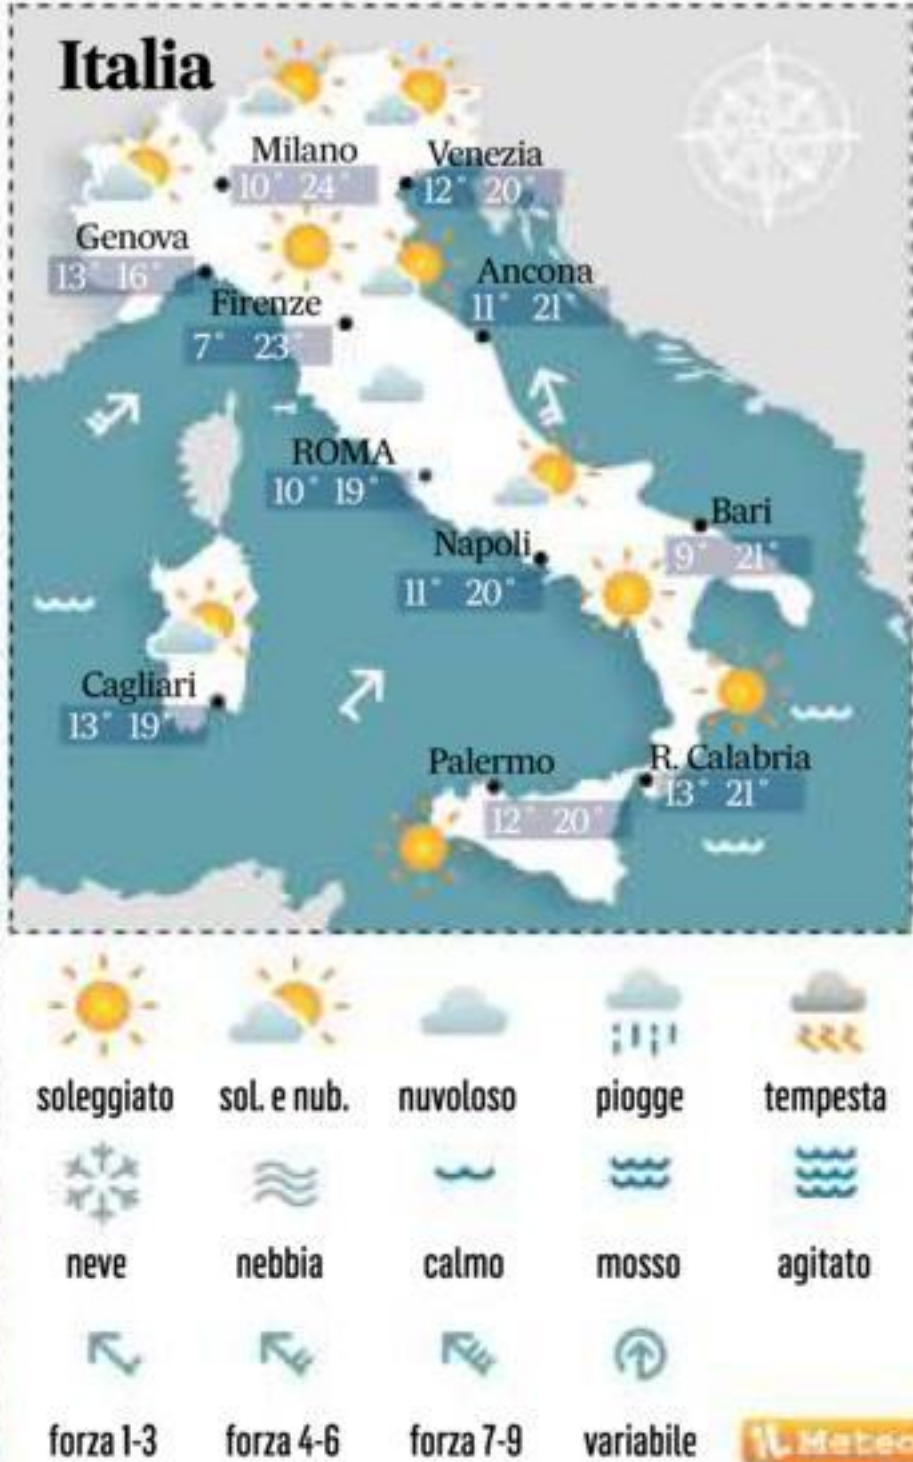 Italia
Milano
10° 24°
Venezia
12° 20°
Genova
13° 16°
Firenze
7° 23°
Ancona
11° 21°
ROMA
10° 19°
Napoli
11° 20°
Bari
9° 21°
Cagliari
13° 19°
Palermo
12° 20°
R. Calabria
13° 21°
soleggiato sol. e nub. nuvoloso piogge tempesta
neve nebbia calmo mosso agitato
forza 1-3 forza 4-6 forza 7-9 variabile
iL Meteo